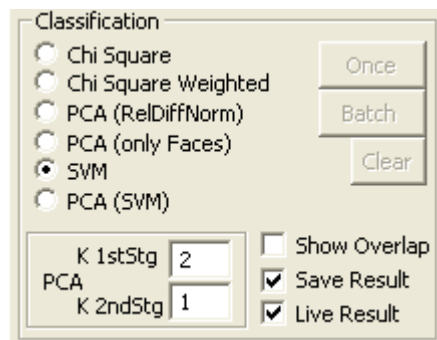 Classification
Chi Square
Chi Square Weighted
PCA (RelDiffNorm)
PCA (only Faces)
SVM
PCA (SVM)
Once
Batch
Clear
K 1stStg 2
PCA
K 2ndStg 1
Show Overlap
Save Result
Live Result